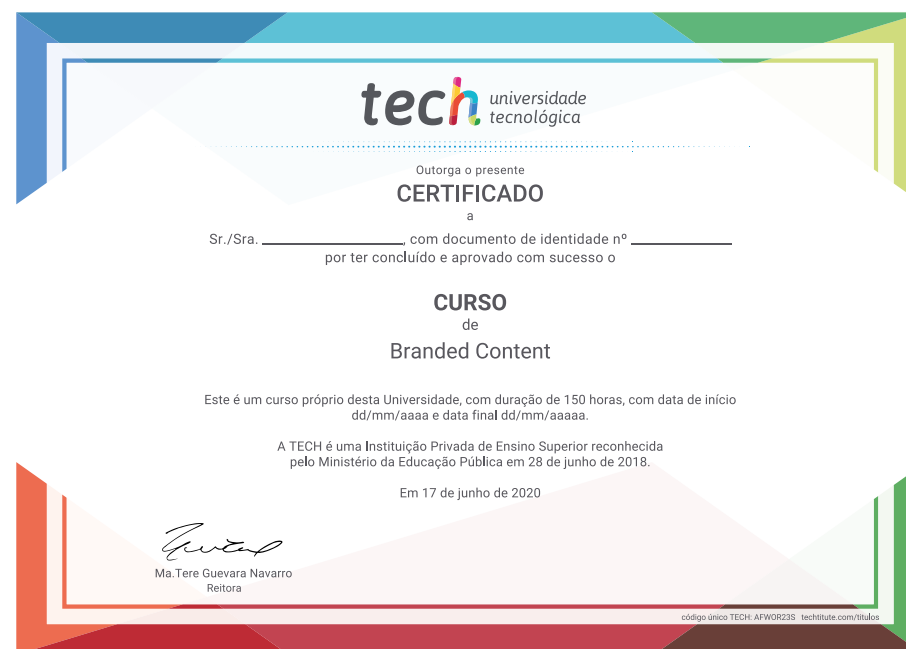 tech universidade
tecnológica
Outorga o presente
CERTIFICADO
a
Sr./Sra. ____________________, com documento de identidade nº ______________
por ter concluído e aprovado com sucesso o
CURSO
de
Branded Content
Este é um curso próprio desta Universidade, com duração de 150 horas, com data de início
dd/mm/aaaa e data final dd/mm/aaaaa.
A TECH é uma Instituição Privada de Ensino Superior reconhecida
pelo Ministério da Educação Pública em 28 de junho de 2018.
Em 17 de junho de 2020
Ma.Tere Guevara Navarro
Reitora
código único TECH: AFWOR23S techtitute.com/titulos